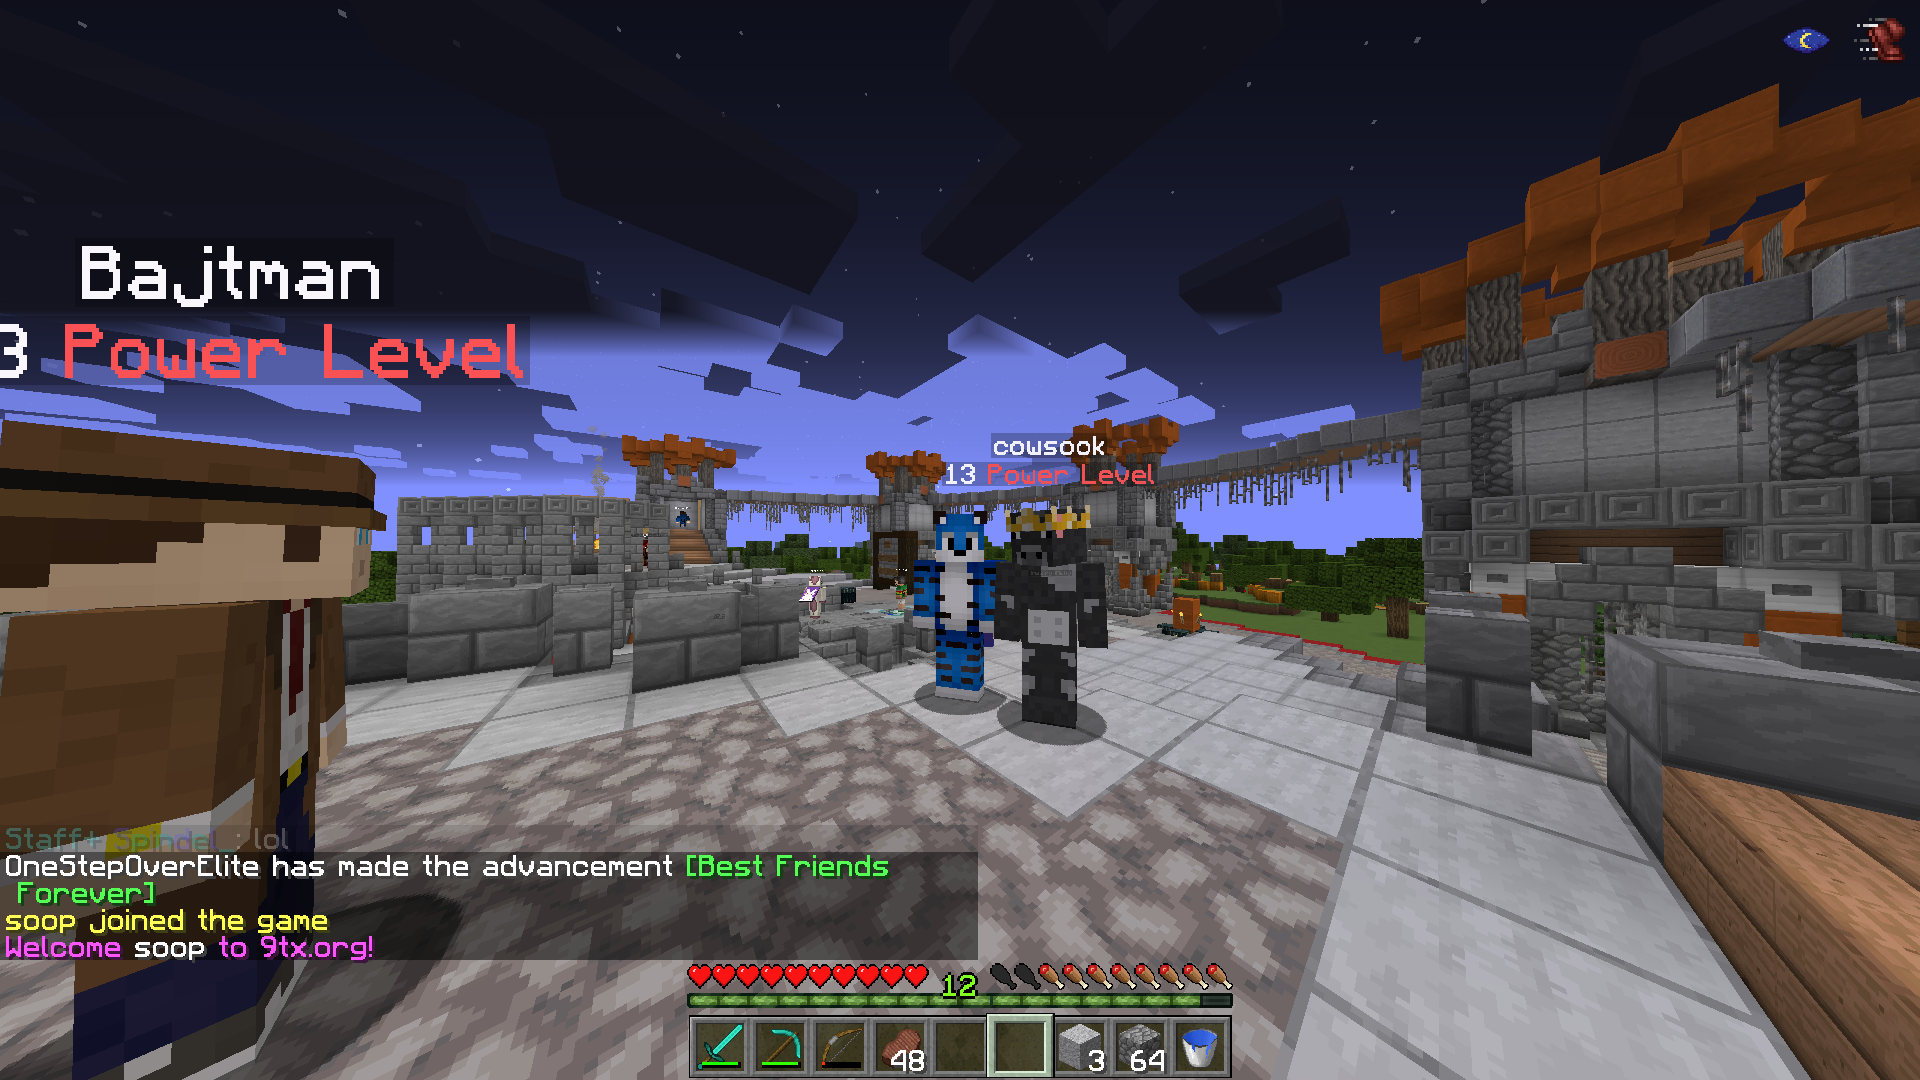 Bajtman
3 Power Level
cowsook
13 Power Level
Staff+ Spindel_: lol
OneStepOverElite has made the advancement [Best Friends
Forever]
soop joined the game
Welcome soop to 9tx.org!
12
48
3
64